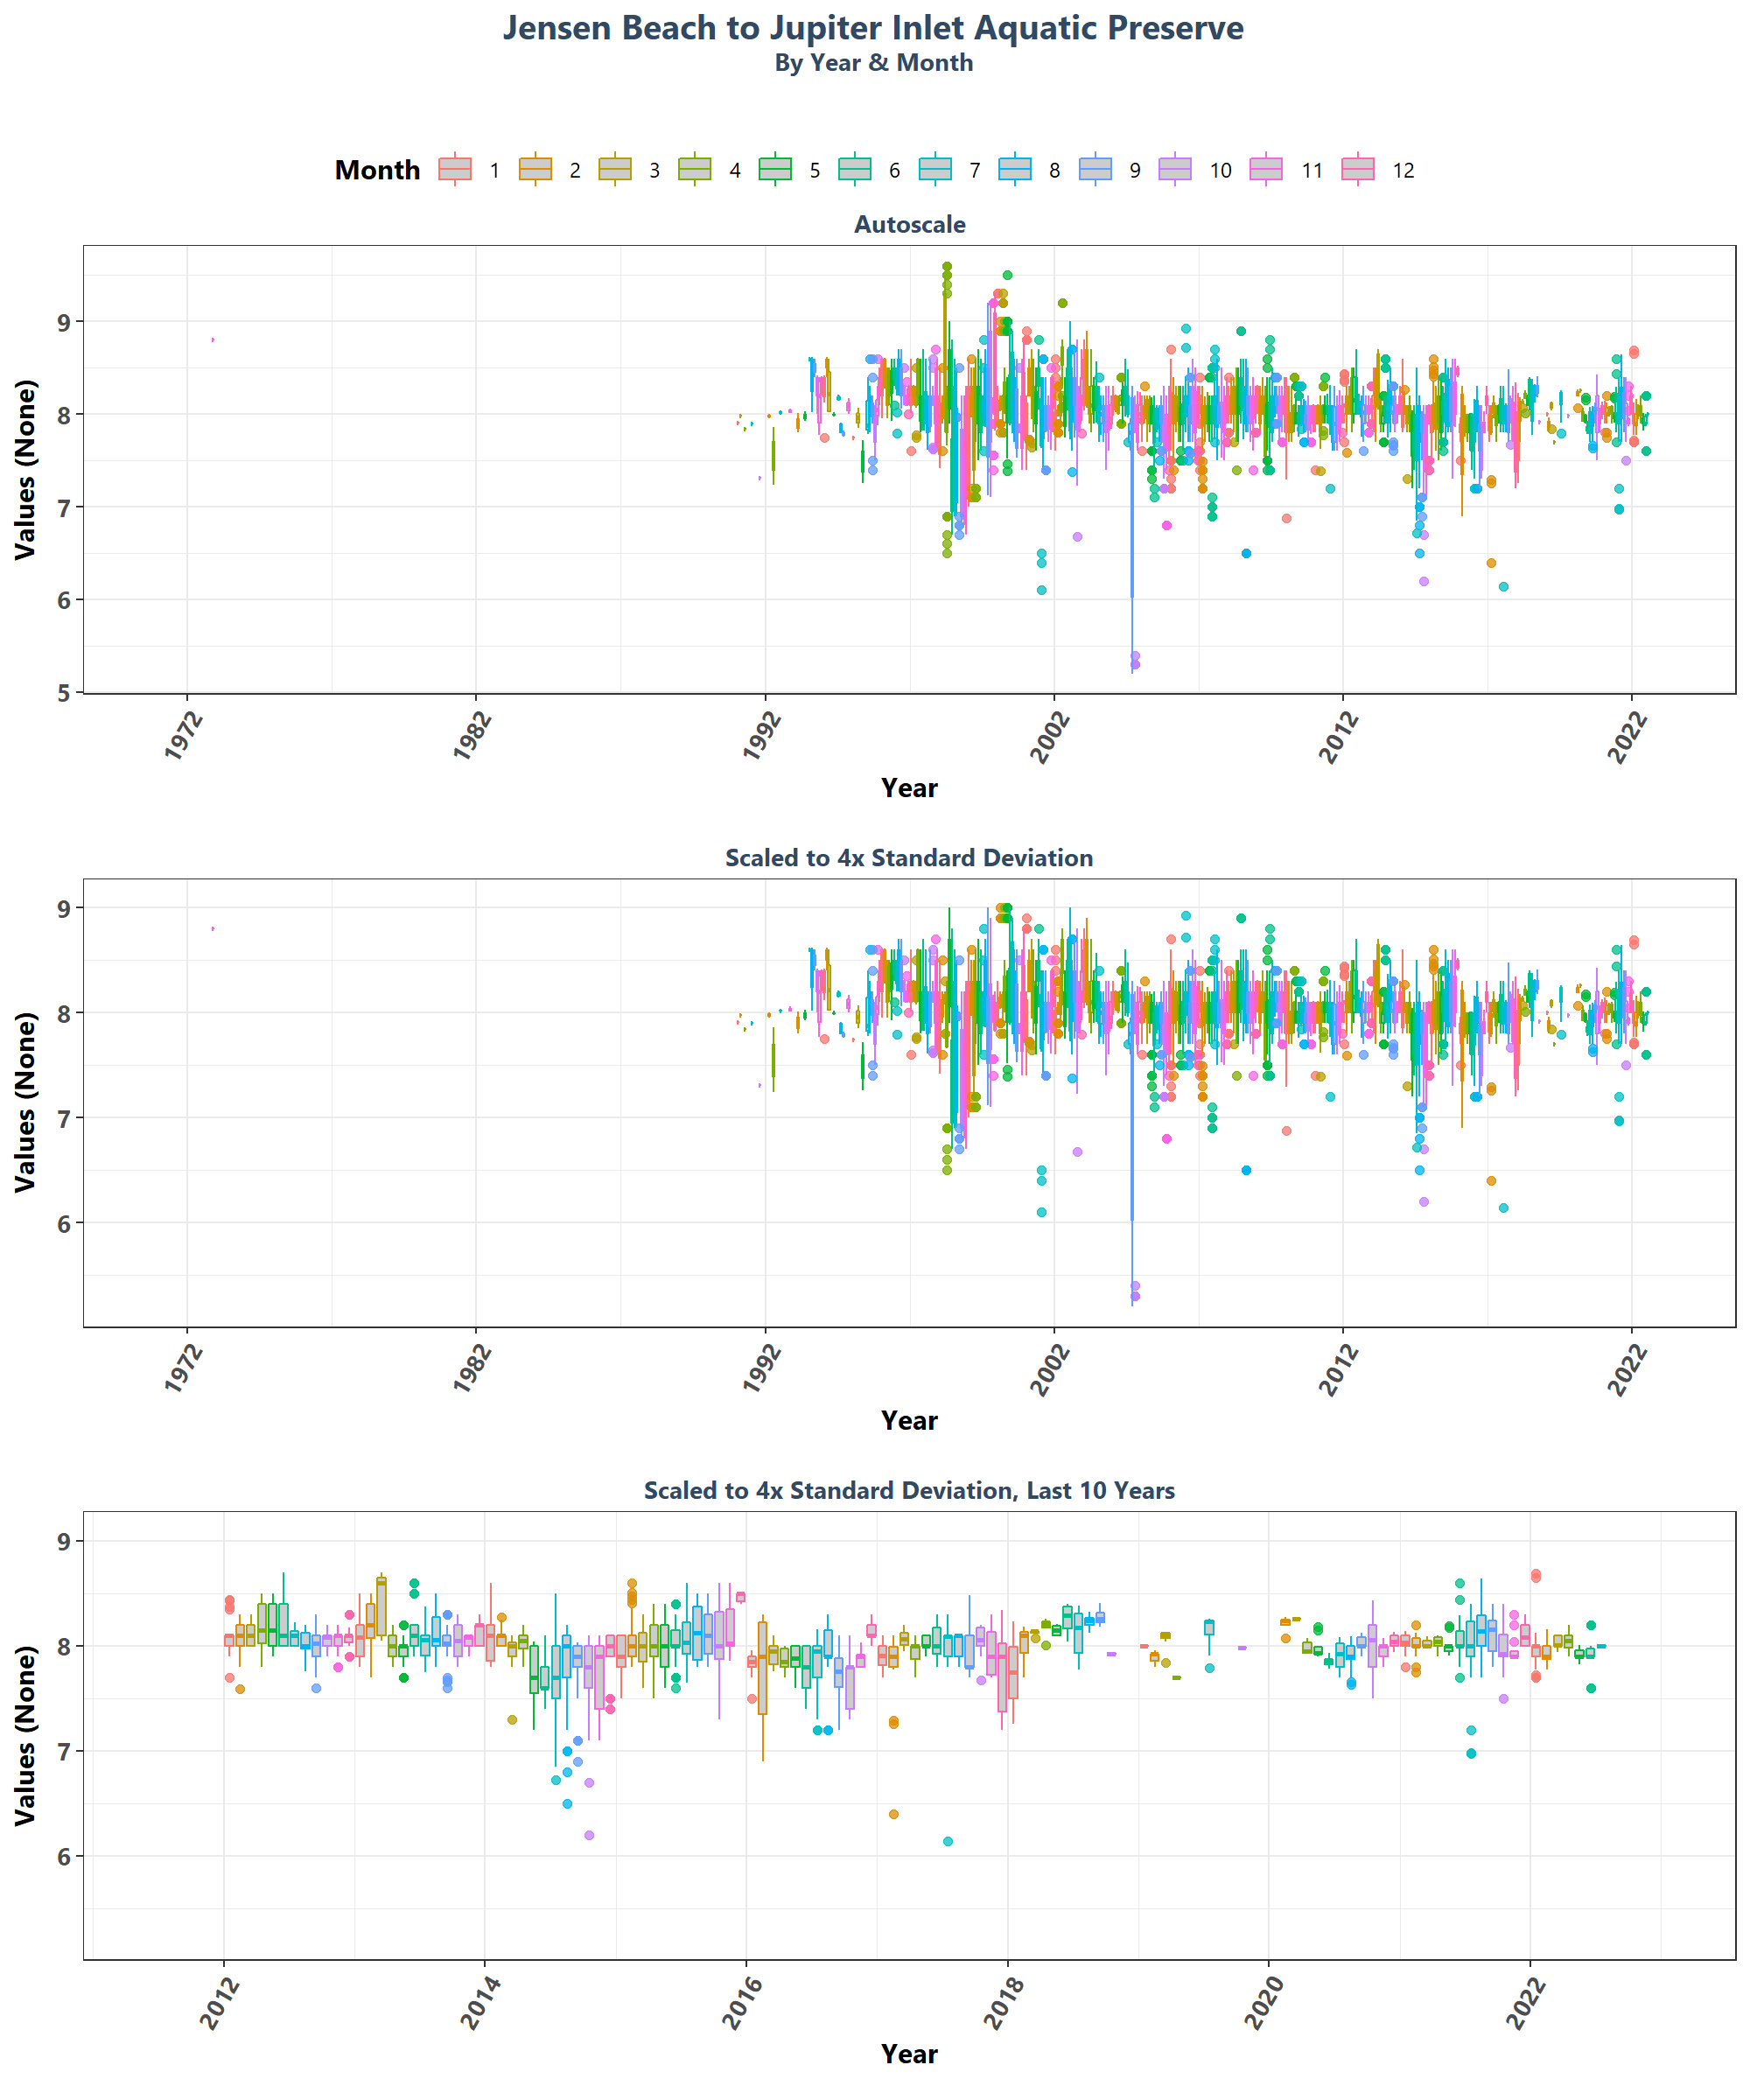 Jensen Beach to Jupiter Inlet Aquatic Preserve
By Year & Month
Month 1 2 3 4 5 6 7 8 9 10 11 12
Autoscale
9
8
7
6
5
Values (None)
1972 1982 1992 2002 2012 2022
Year
Scaled to 4x Standard Deviation
9
8
7
6
Values (None)
1972 1982 1992 2002 2012 2022
Year
Scaled to 4x Standard Deviation, Last 10 Years
9
8
7
6
Values (None)
2012 2014 2016 2018 2020 2022
Year